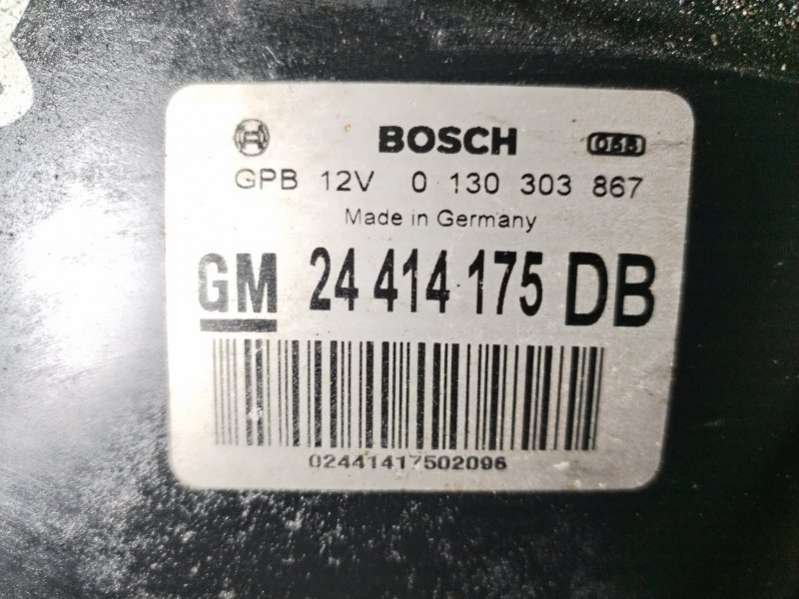 BOSCH
GPB 12V 0 130 303 867
Made in Germany
GM 24 414 175 DB
02441417502096